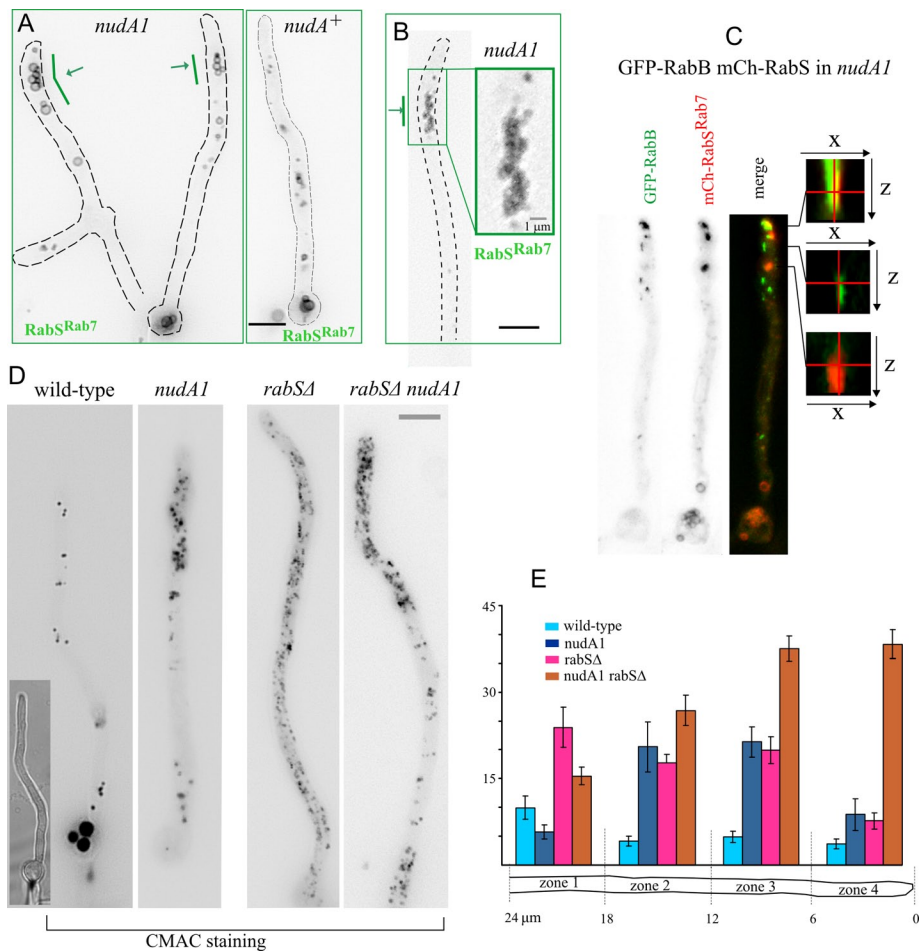 A
nudA1
nudA+
RabSRab7
RabSRab7
B
nudA1
1 μm
RabSRab7
C
GFP-RabB mCh-RabS in nudA1
GFP-RabB
mCh-RabSRab7
merge
X
Z
X
Z
Z
X
D
wild-type
nudA1
rabSΔ
rabSΔ nudA1
CMAC staining
E
45
30
15
wild-type
nudA1
rabSΔ
nudA1 rabSΔ
zone 1
zone 2
zone 3
zone 4
24 μm
18
12
6
0